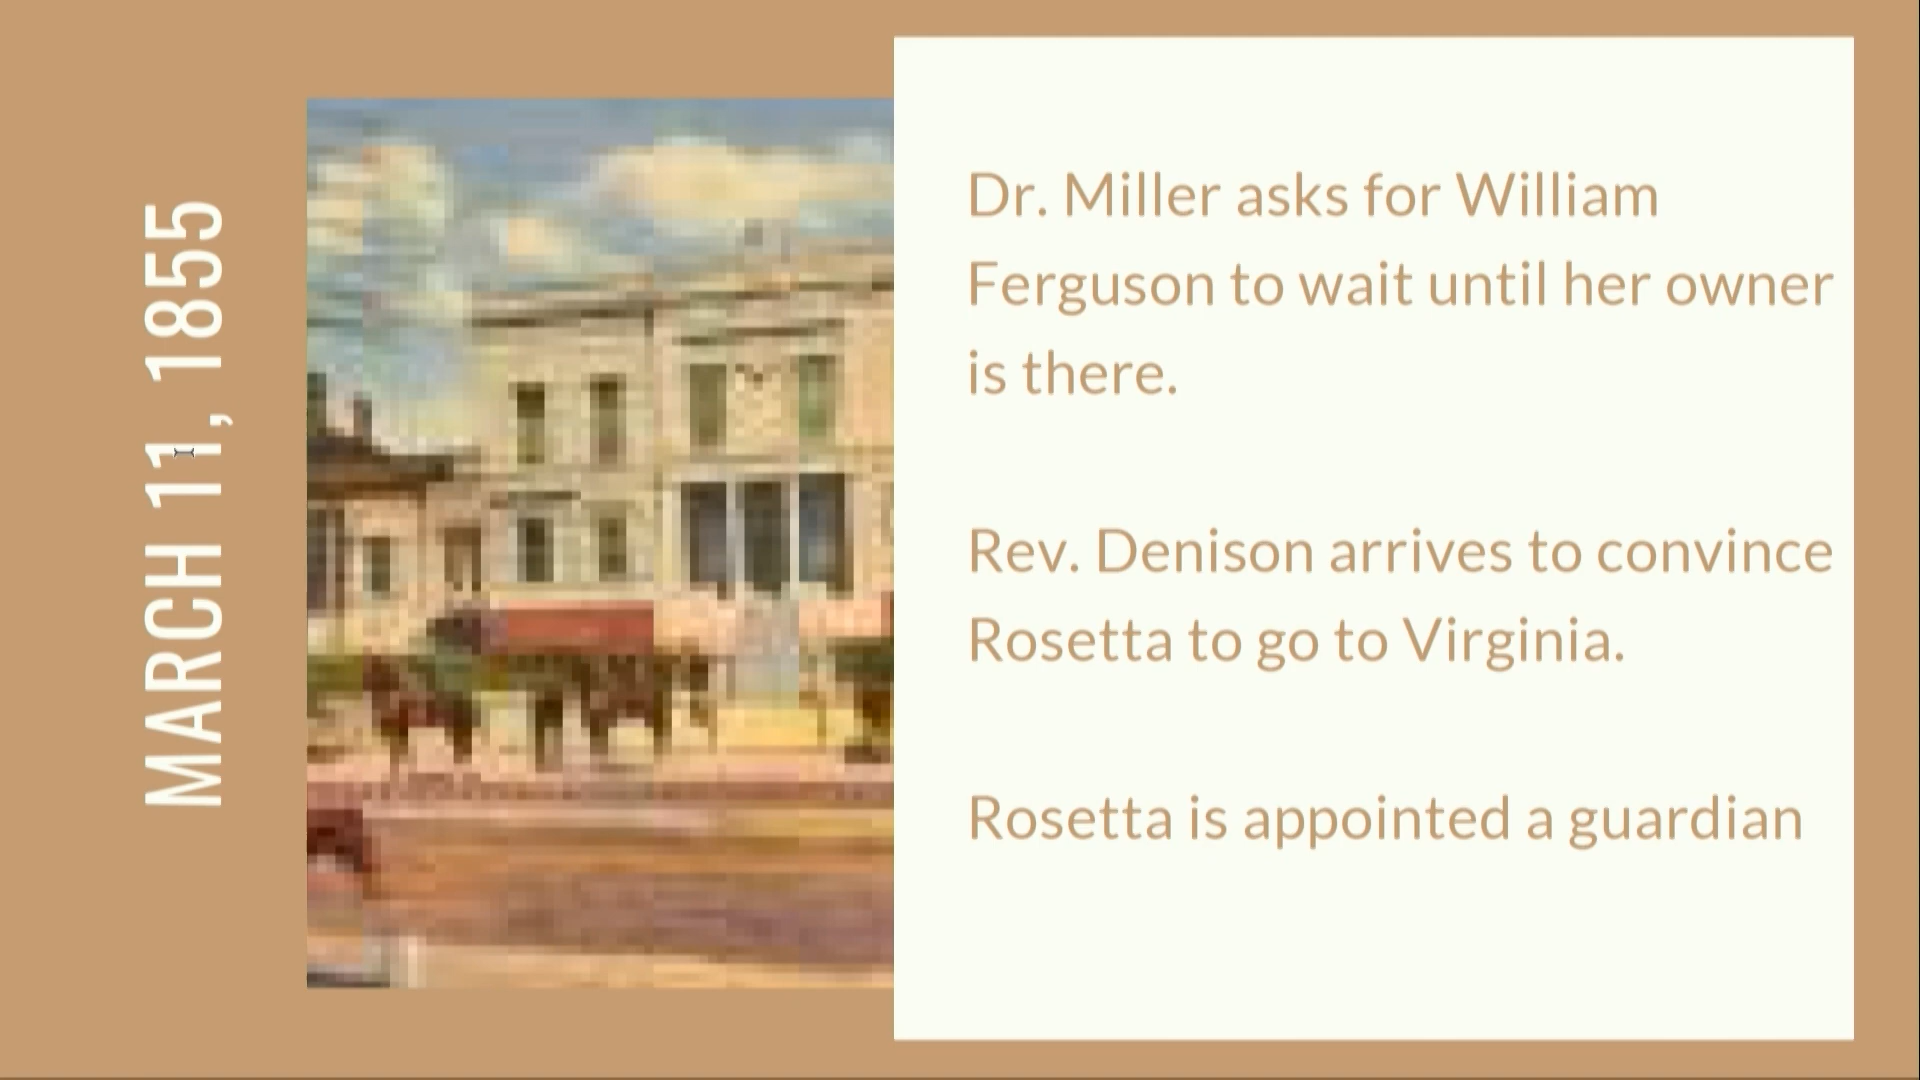 MARCH 11, 1855
Dr. Miller asks for William
Ferguson to wait until her owner
is there.
Rev. Denison arrives to convince
Rosetta to go to Virginia.
Rosetta is appointed a guardian